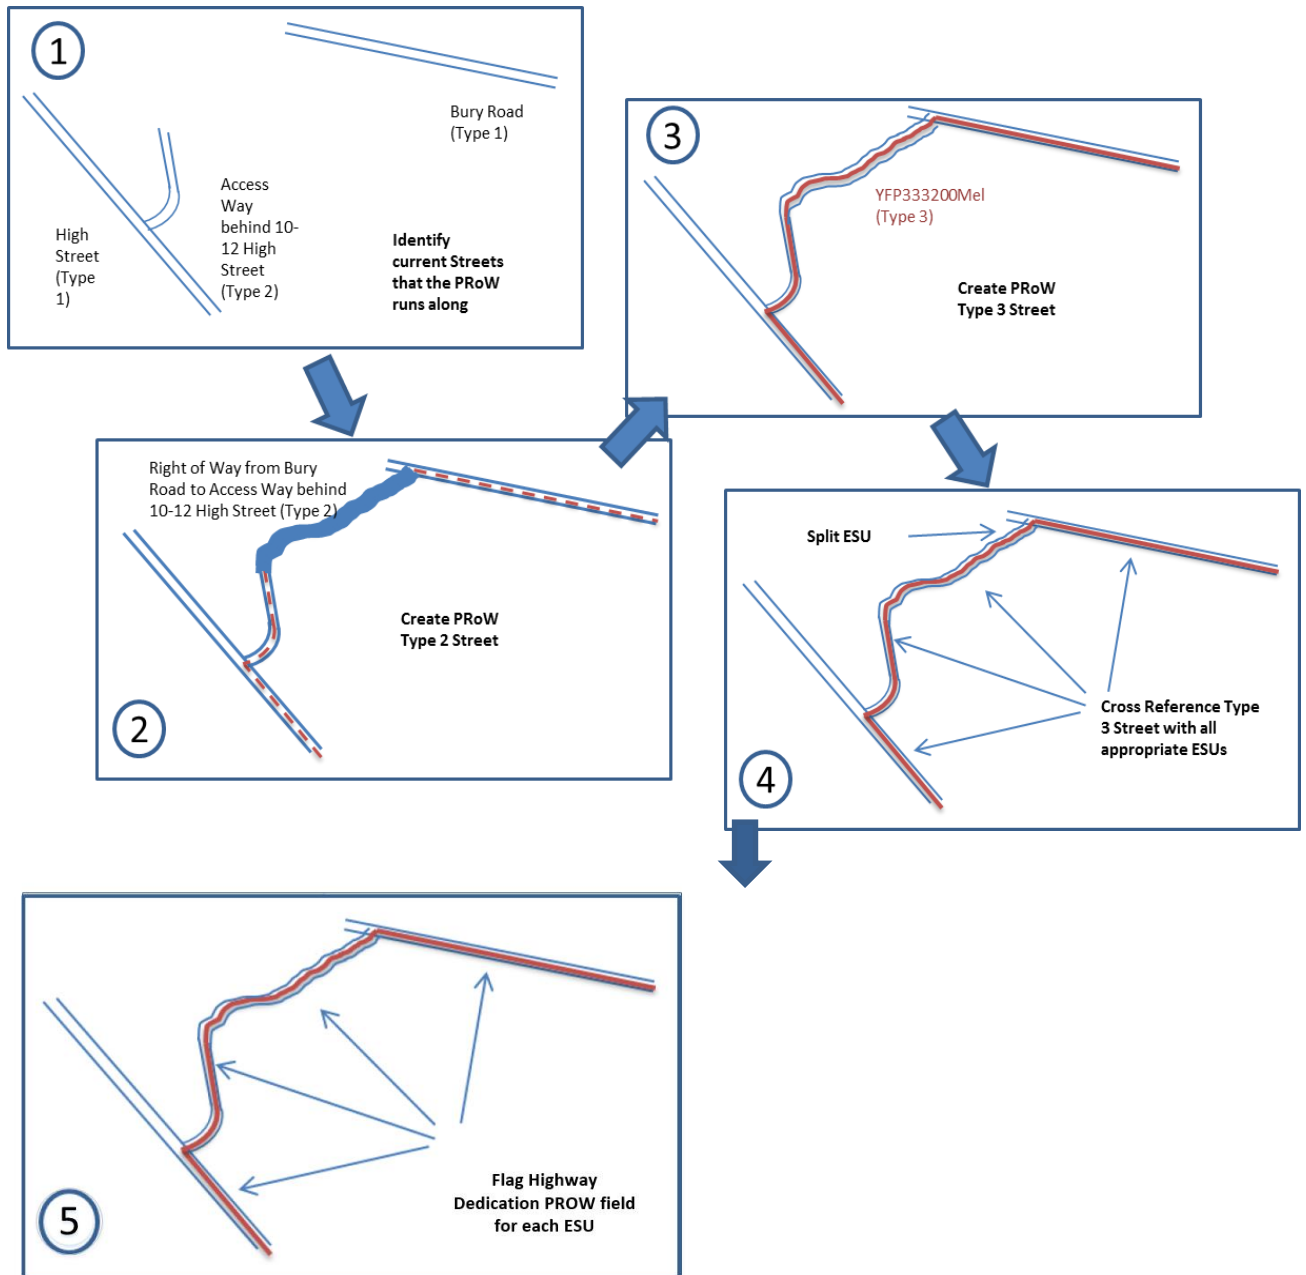 1
Bury Road
(Type 1)
Access
Way
behind 10-
12 High
Street
(Type 2)
High
Street
(Type
1)
Identify
current Streets
that the PRoW
runs along
2
Right of Way from Bury
Road to Access Way behind
10-12 High Street (Type 2)
Create PRoW
Type 2 Street
3
YFP333200Mel
(Type 3)
Create PRoW
Type 3 Street
4
Split ESU
Cross Reference Type
3 Street with all
appropriate ESUs
5
Flag Highway
Dedication PROW field
for each ESU